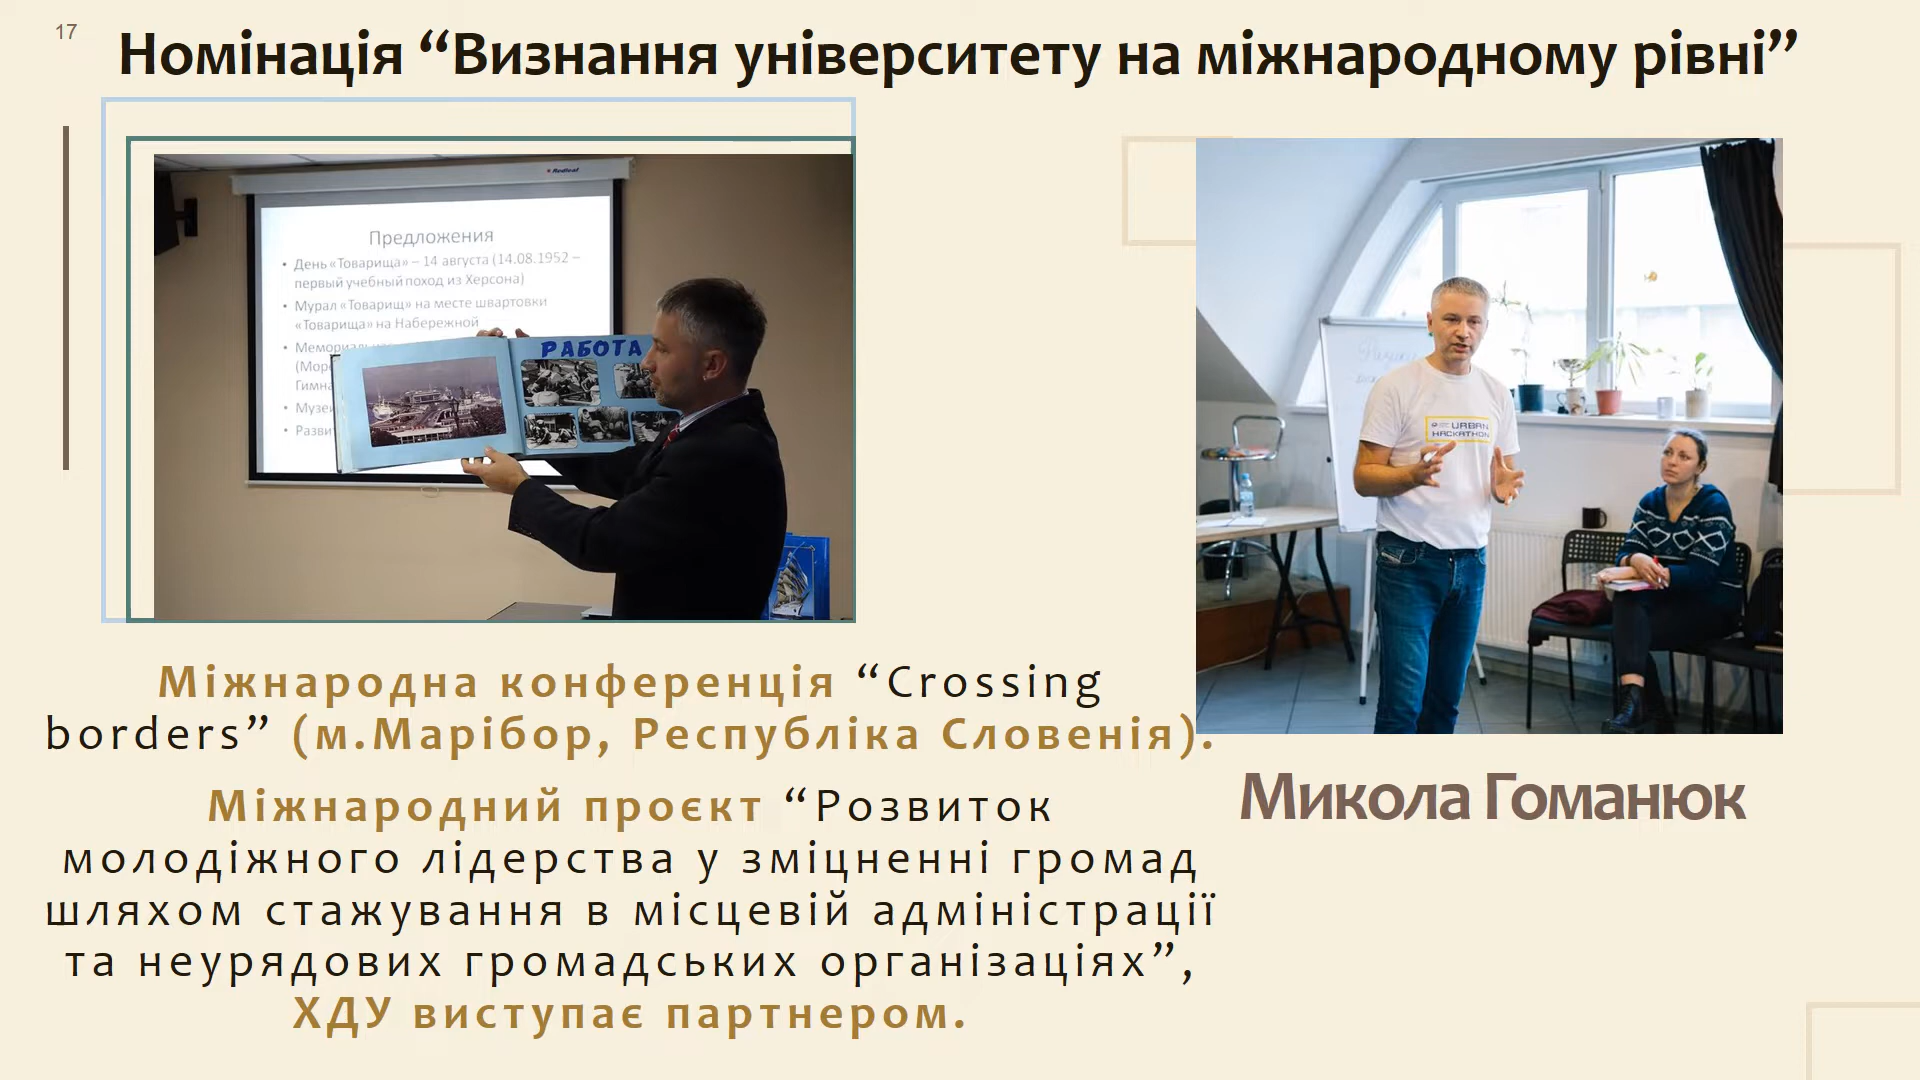 17
Номінація “Визнання університету на міжнародному рівні”
Redleaf
Предложения
• День «Товарища» – 14 августа (14.08.1952 –
первый учебный поход из Херсона)
• Мурал «Товарищ» на месте швартовки
«Товарища» на Набережной
•
•
•
РАБОТА
URBAN
HACKATHON
Міжнародна конференція “Crossing
borders” (м.Марібор, Республіка Словенія).
Міжнародний проєкт “Розвиток
молодіжного лідерства у зміцненні громад
шляхом стажування в місцевій адміністрації
та неурядових громадських організаціях”,
ХДУ виступає партнером.
Микола Гоманюк